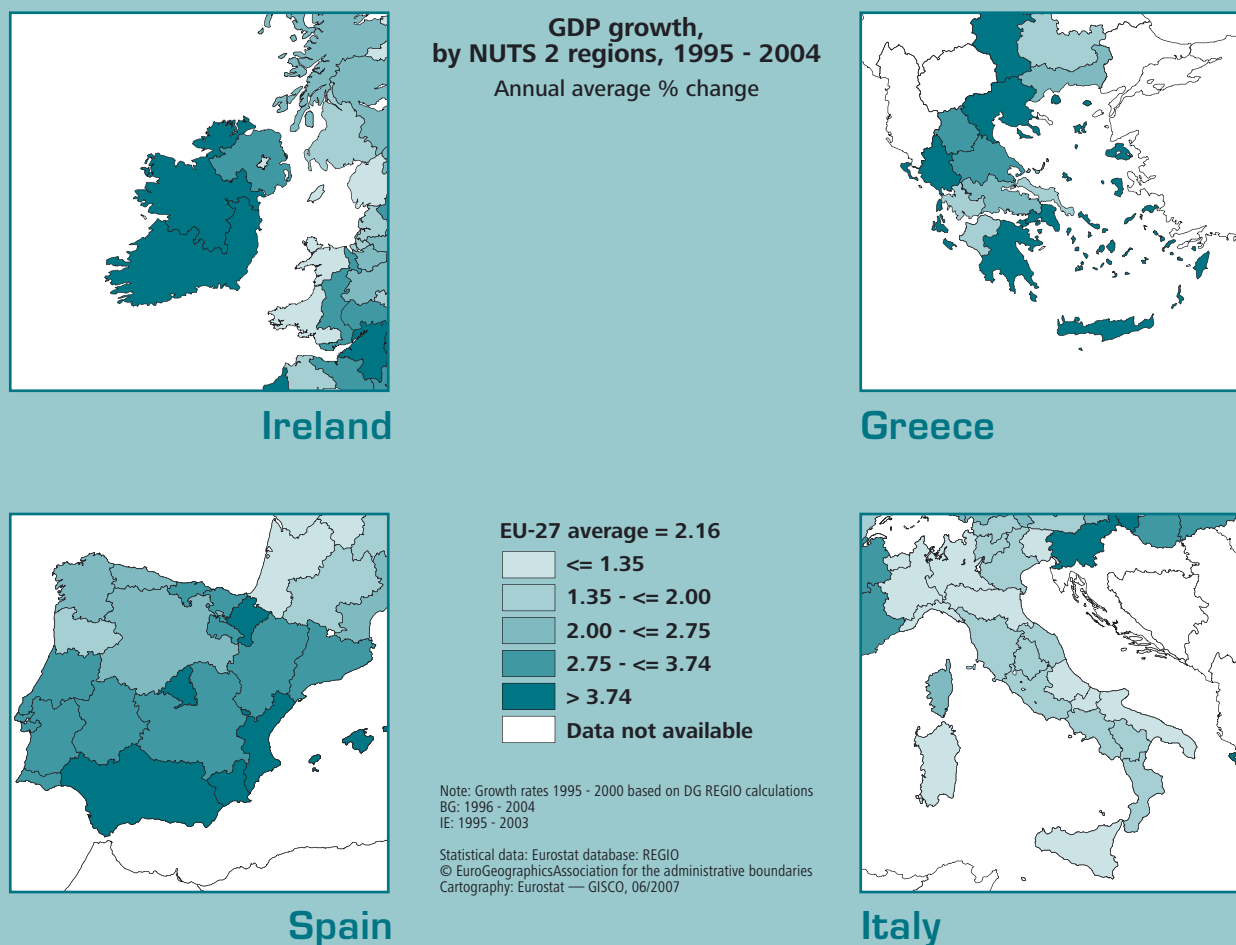 GDP growth,
by NUTS 2 regions, 1995 - 2004
Annual average % change
Ireland
Greece
EU-27 average = 2.16
<= 1.35
1.35 - <= 2.00
2.00 - <= 2.75
2.75 - <= 3.74
> 3.74
Data not available
Note: Growth rates 1995 - 2000 based on DG REGIO calculations
BG: 1996 - 2004
IE: 1995 - 2003
Statistical data: Eurostat database: REGIO
© EuroGeographicsAssociation for the administrative boundaries
Cartography: Eurostat — GISCO, 06/2007
Spain
Italy